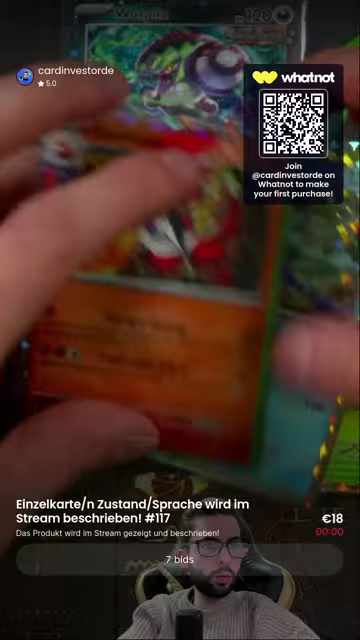 120
cardinvestorde
★ 5.0
whatnot
Join
@cardinvestorde on
Whatnot to make
your first purchase!
Einzelkarte/n Zustand/Sprache wird im
Stream beschrieben! #117
€18
Das Produkt wird im Stream gezeigt und beschrieben!
00:00
7 bids